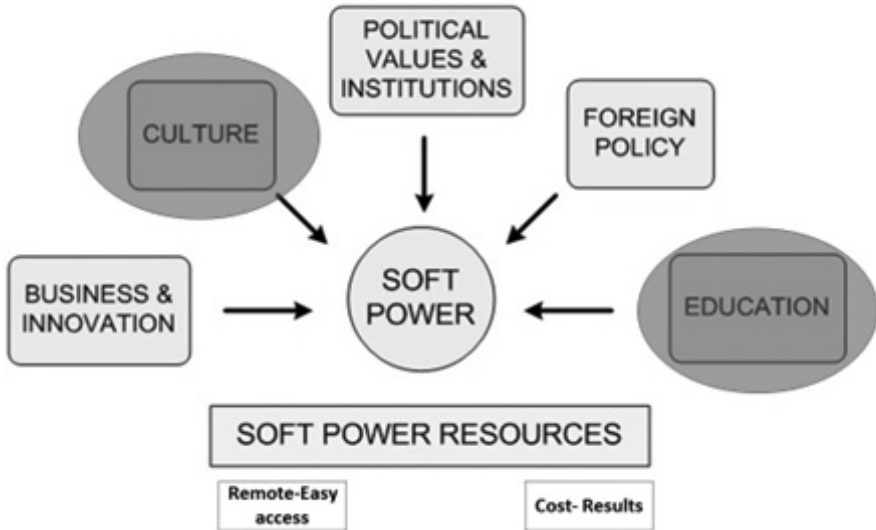 POLITICAL
VALUES &
INSTITUTIONS
CULTURE
FOREIGN
POLICY
BUSINESS &
INNOVATION
SOFT
POWER
EDUCATION
SOFT POWER RESOURCES
Remote-Easy
access
Cost- Results